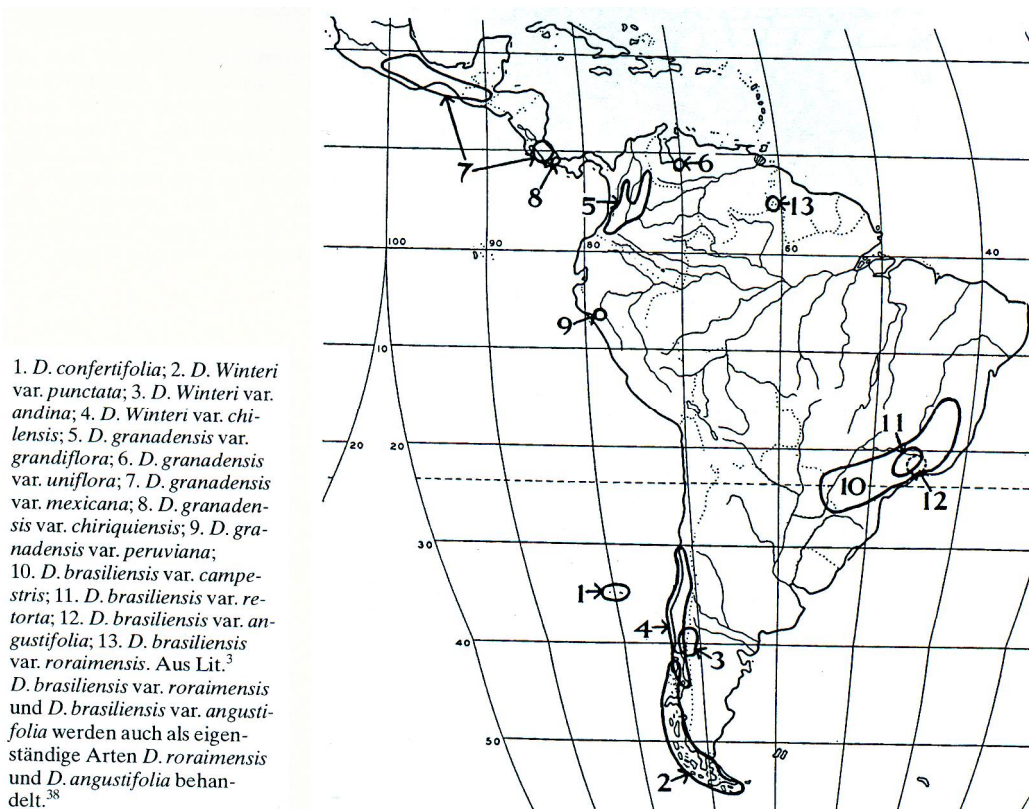 1. D. confertifolia; 2. D. Winteri
var. punctata; 3. D. Winteri var.
andina; 4. D. Winteri var. chi-
lensis; 5. D. granadensis var.
grandiflora; 6. D. granadensis
var. uniflora; 7. D. granadensis
var. mexicana; 8. D. granaden-
sis var. chiriquiensis; 9. D. gra-
nadensis var. peruviana;
10. D. brasiliensis var. campe-
stris; 11. D. brasiliensis var. re-
torta; 12. D. brasiliensis var. an-
gustifolia; 13. D. brasiliensis
var. roraimensis. Aus Lit.³
D. brasiliensis var. roraimensis
und D. brasiliensis var. angusti-
folia werden auch als eigen-
ständige Arten D. roraimensis
und D. angustifolia behan-
delt.³⁸
7
8
6
5
13
100
90
80
60
40
9
10
20
20
11
10
12
30
1
4
3
40
50
2